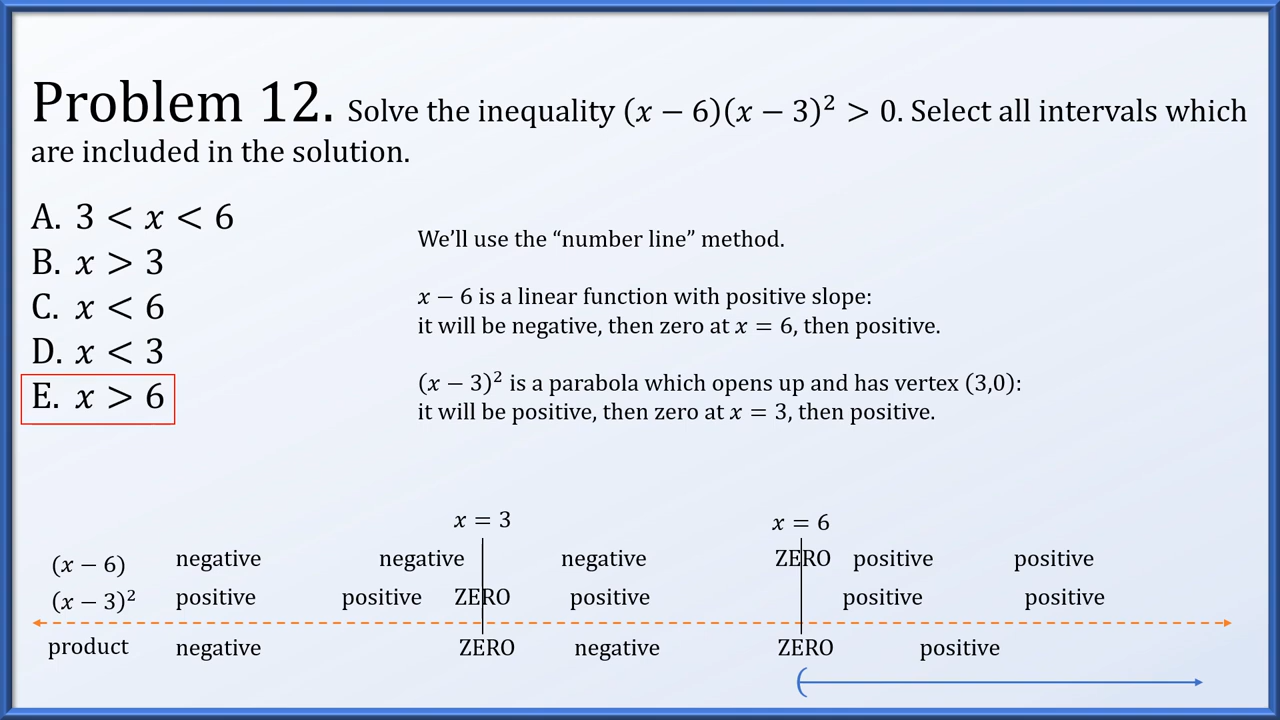 Problem 12. Solve the inequality (𝑥 − 6)(𝑥 − 3)² > 0. Select all intervals which
are included in the solution.
A. 3 < 𝑥 < 6
B. 𝑥 > 3
C. 𝑥 < 6
D. 𝑥 < 3
E. 𝑥 > 6
We’ll use the “number line” method.
𝑥 − 6 is a linear function with positive slope:
it will be negative, then zero at 𝑥 = 6, then positive.
(𝑥 − 3)² is a parabola which opens up and has vertex (3,0):
it will be positive, then zero at 𝑥 = 3, then positive.
𝑥 = 3 𝑥 = 6
(𝑥 − 6) negative negative negative ZERO positive positive
(𝑥 − 3)² positive positive ZERO positive positive positive
product negative ZERO negative ZERO positive